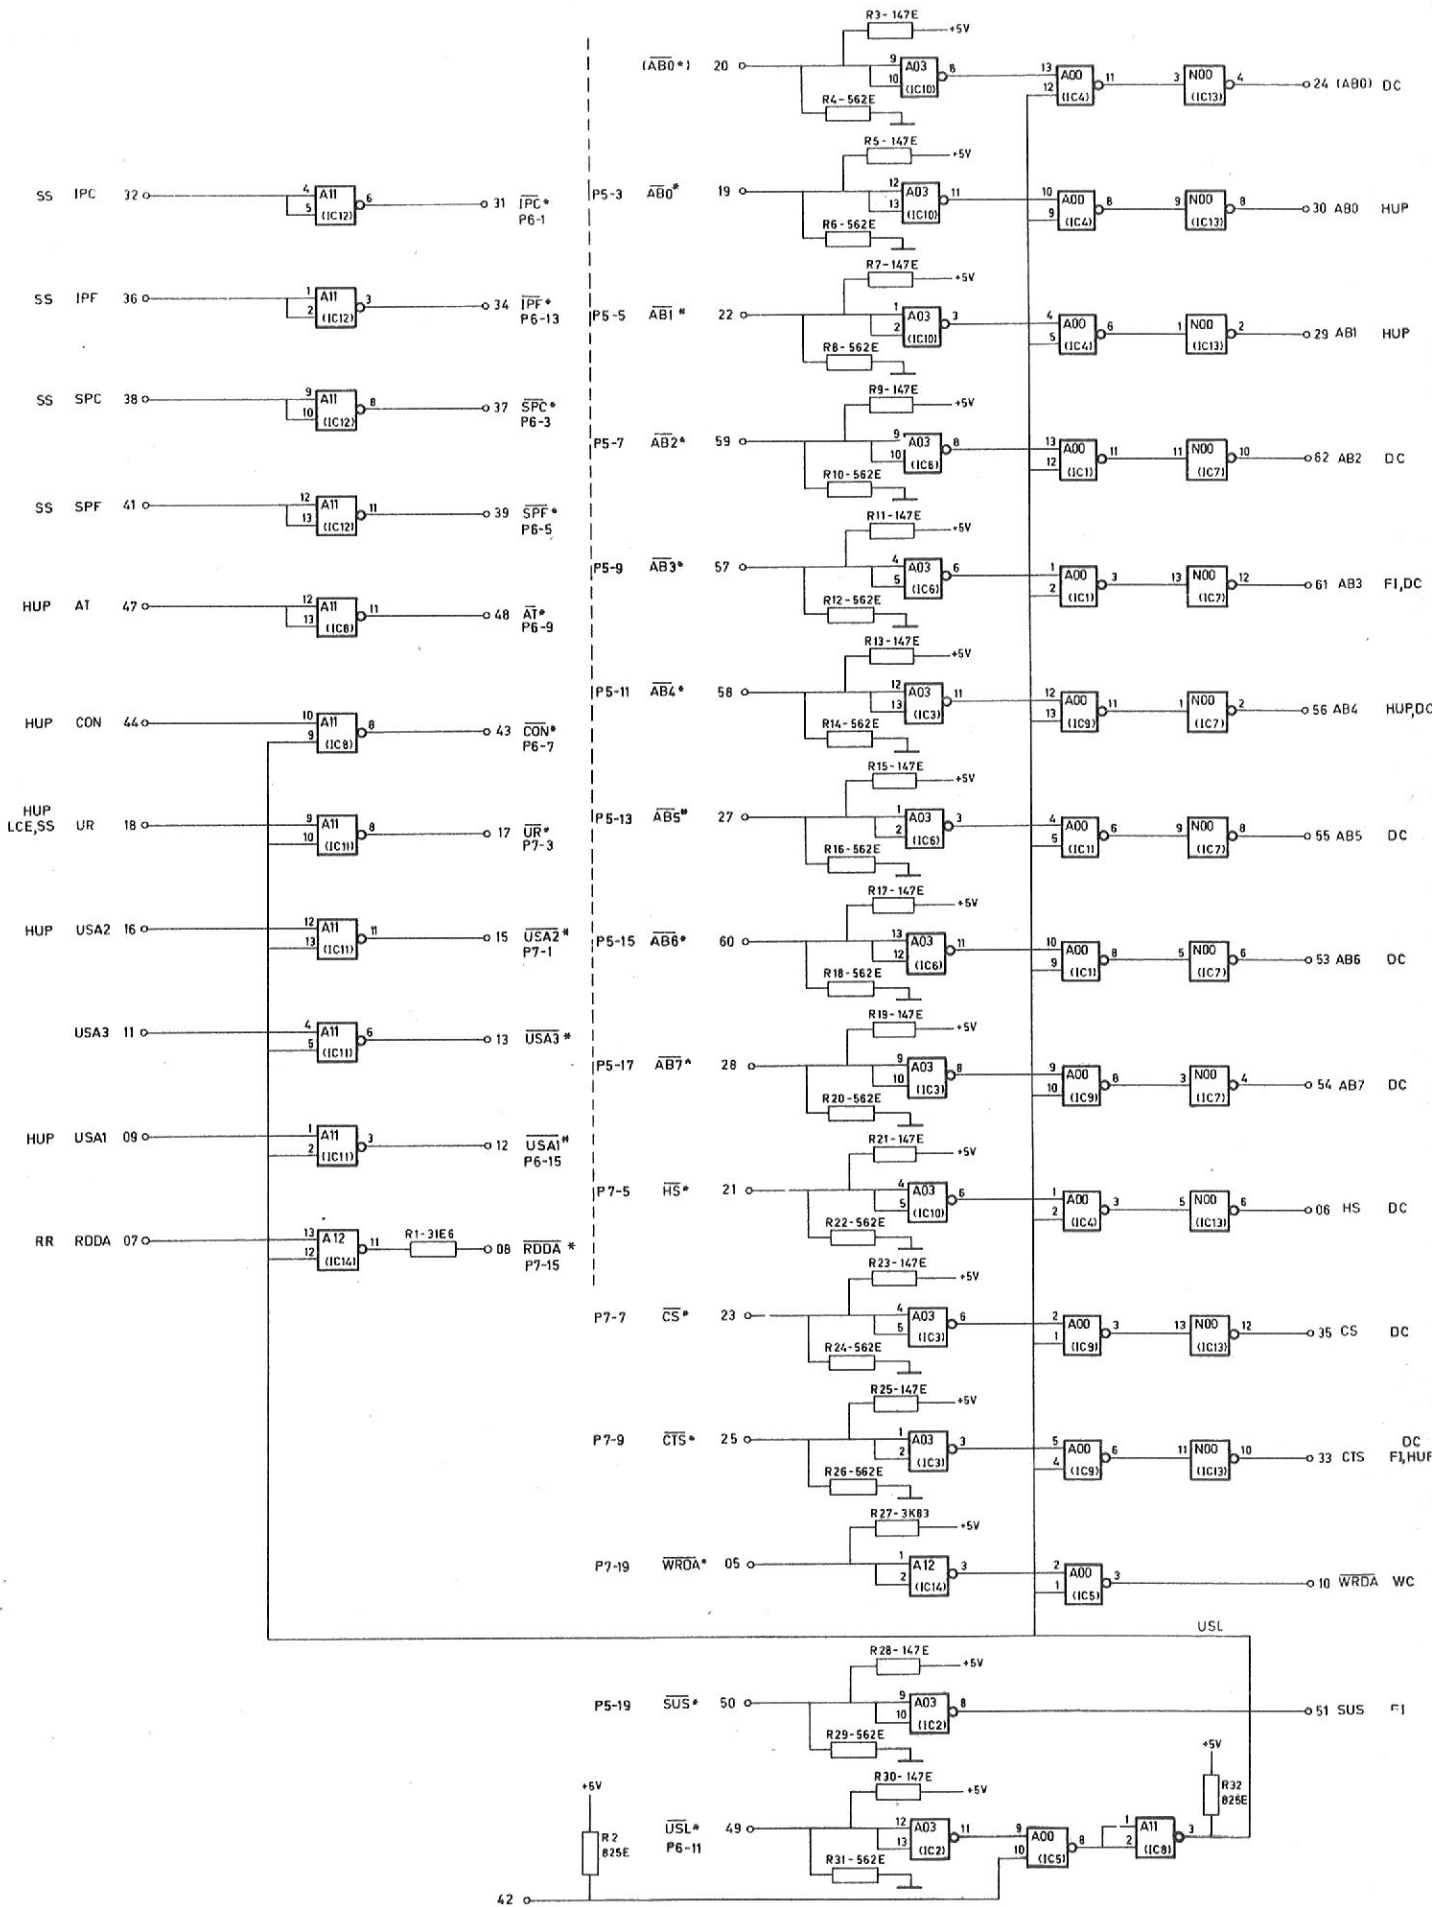 R3-147E
+5V
(AB0*) 20 9 10 A03 (IC10) 8 13 12 A00 (IC4) 11 3 N00 (IC13) 4 24 (AB0) DC
R4-562E
R5-147E
+5V
P5-3 AB0* 19 12 13 A03 (IC10) 11 10 9 A00 (IC4) 8 9 N00 (IC13) 8 30 AB0 HUP
R6-562E
R7-147E
+5V
P5-5 AB1* 22 1 2 A03 (IC10) 3 4 5 A00 (IC4) 6 1 N00 (IC13) 2 29 AB1 HUP
R8-562E
R9-147E
+5V
P5-7 AB2* 59 9 10 A03 (IC6) 8 13 12 A00 (IC1) 11 11 N00 (IC7) 10 62 AB2 DC
R10-562E
R11-147E
+5V
P5-9 AB3* 57 4 5 A03 (IC6) 6 1 2 A00 (IC1) 3 13 N00 (IC7) 12 61 AB3 FI,DC
R12-562E
R13-147E
+5V
P5-11 AB4* 58 12 13 A03 (IC3) 11 12 13 A00 (IC9) 11 1 N00 (IC7) 2 56 AB4 HUP,DC
R14-562E
R15-147E
+5V
P5-13 AB5* 27 1 2 A03 (IC6) 3 4 5 A00 (IC1) 6 9 N00 (IC7) 8 55 AB5 DC
R16-562E
R17-147E
+5V
P5-15 AB6* 60 13 12 A03 (IC6) 11 10 9 A00 (IC1) 8 5 N00 (IC7) 6 53 AB6 DC
R18-562E
R19-147E
+5V
P5-17 AB7* 28 9 10 A03 (IC3) 8 9 10 A00 (IC9) 8 3 N00 (IC7) 4 54 AB7 DC
R20-562E
R21-147E
+5V
P7-5 HS* 21 4 5 A03 (IC10) 6 1 2 A00 (IC4) 3 5 N00 (IC13) 6 06 HS DC
R22-562E
R23-147E
+5V
P7-7 CS* 23 4 5 A03 (IC3) 6 2 1 A00 (IC9) 3 13 N00 (IC13) 12 35 CS DC
R24-562E
R25-147E
+5V
P7-9 CTS* 25 1 2 A03 (IC3) 3 5 4 A00 (IC9) 6 11 N00 (IC13) 10 33 CTS DC
FI,HUP
R26-562E
R27-3K83
+5V
P7-19 WRDA* 05 1 2 A12 (IC14) 3 2 1 A00 (IC5) 3 10 WRDA WC
USL
R28-147E
+5V
P5-19 SUS* 50 9 10 A03 (IC2) 8 51 SUS FI
R29-562E
R30-147E
+5V
USL* 49 12 13 A03 (IC2) 11 9 10 A00 (IC5) 8 1 2 A11 (IC8) 3
P6-11
R31-562E
+5V
R32
825E
+5V
R2
825E
42
SS IPC 32 4 5 A11 (IC12) 6 31 IPC*
P6-1
SS IPF 36 1 2 A11 (IC12) 3 34 IPF*
P6-13
SS SPC 38 9 10 A11 (IC12) 8 37 SPC*
P6-3
SS SPF 41 12 13 A11 (IC12) 11 39 SPF*
P6-5
HUP AT 47 12 13 A11 (IC8) 11 48 AT*
P6-9
HUP CON 44 10 9 A11 (IC8) 8 43 CON*
P6-7
HUP
LCE,SS UR 18 9 10 A11 (IC11) 8 17 UR*
P7-3
HUP USA2 16 12 13 A11 (IC11) 11 15 USA2*
P7-1
USA3 11 4 5 A11 (IC11) 6 13 USA3*
HUP USA1 09 1 2 A11 (IC11) 3 12 USA1*
P6-15
RR RDDA 07 13 12 A12 (IC14) 11 R1-31E6 08 RDDA*
P7-15